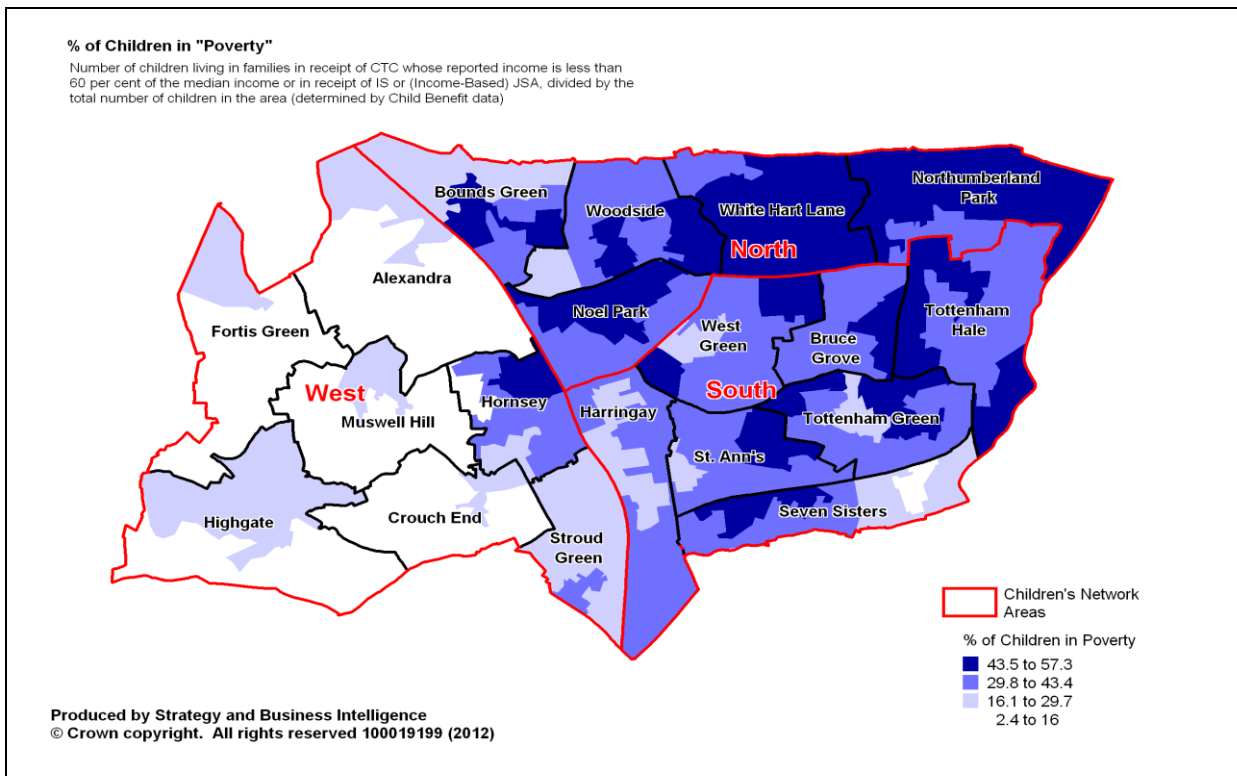 % of Children in "Poverty"
Number of children living in families in receipt of CTC whose reported income is less than
60 per cent of the median income or in receipt of IS or (Income-Based) JSA, divided by the
total number of children in the area (determined by Child Benefit data)
Northumberland
Park
Bounds Green
Woodside
White Hart Lane
North
Alexandra
Noel Park
Fortis Green
West
Green
Bruce
Grove
Tottenham
Hale
West
Muswell Hill
Hornsey
Harringay
South
Tottenham Green
St. Ann's
Highgate
Crouch End
Stroud
Green
Seven Sisters
Children's Network
Areas
% of Children in Poverty
43.5 to 57.3
29.8 to 43.4
16.1 to 29.7
2.4 to 16
Produced by Strategy and Business Intelligence
© Crown copyright. All rights reserved 100019199 (2012)